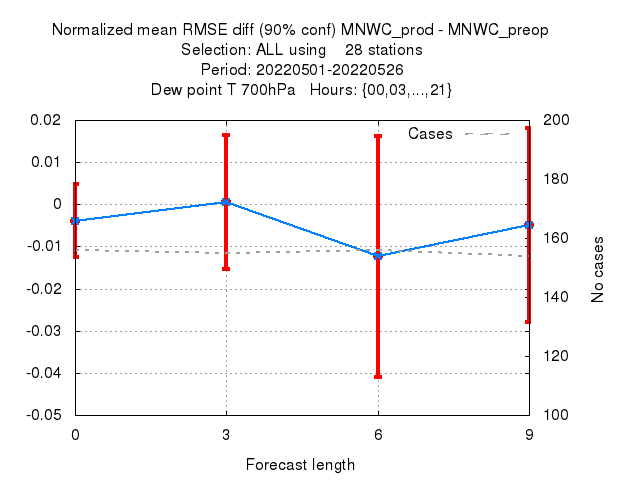 Normalized mean RMSE diff (90% conf) MNWC_prod - MNWC_preop
Selection: ALL using 28 stations
Period: 20220501-20220526
Dew point T 700hPa Hours: {00,03,...,21}
Cases
0.02
0.01
0
-0.01
-0.02
-0.03
-0.04
-0.05
200
180
160
140
120
100
No cases
0
3
6
9
Forecast length